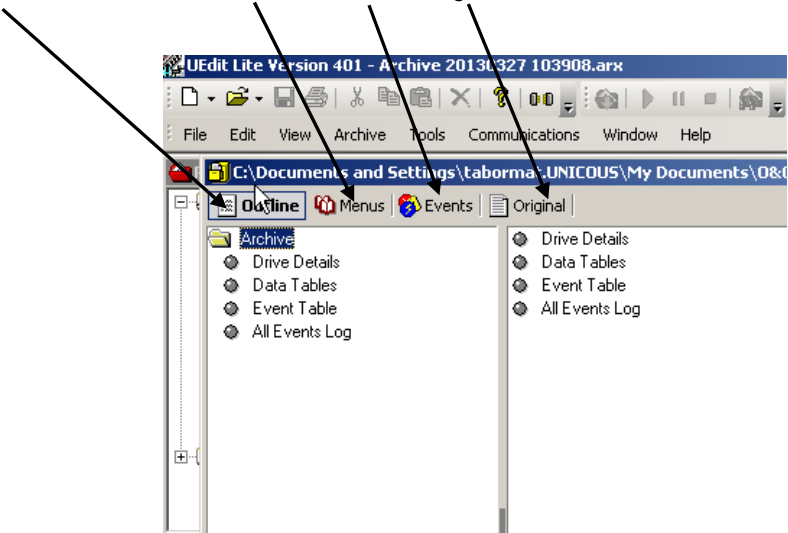 UEdit Lite Version 401 - Archive 20130327 103908.arx
File Edit View Archive Tools Communications Window Help
C:\Documents and Settings\tabormat.UNICOUS\My Documents\O&
Outline Menus Events Original
Archive
Drive Details
Data Tables
Event Table
All Events Log
Drive Details
Data Tables
Event Table
All Events Log